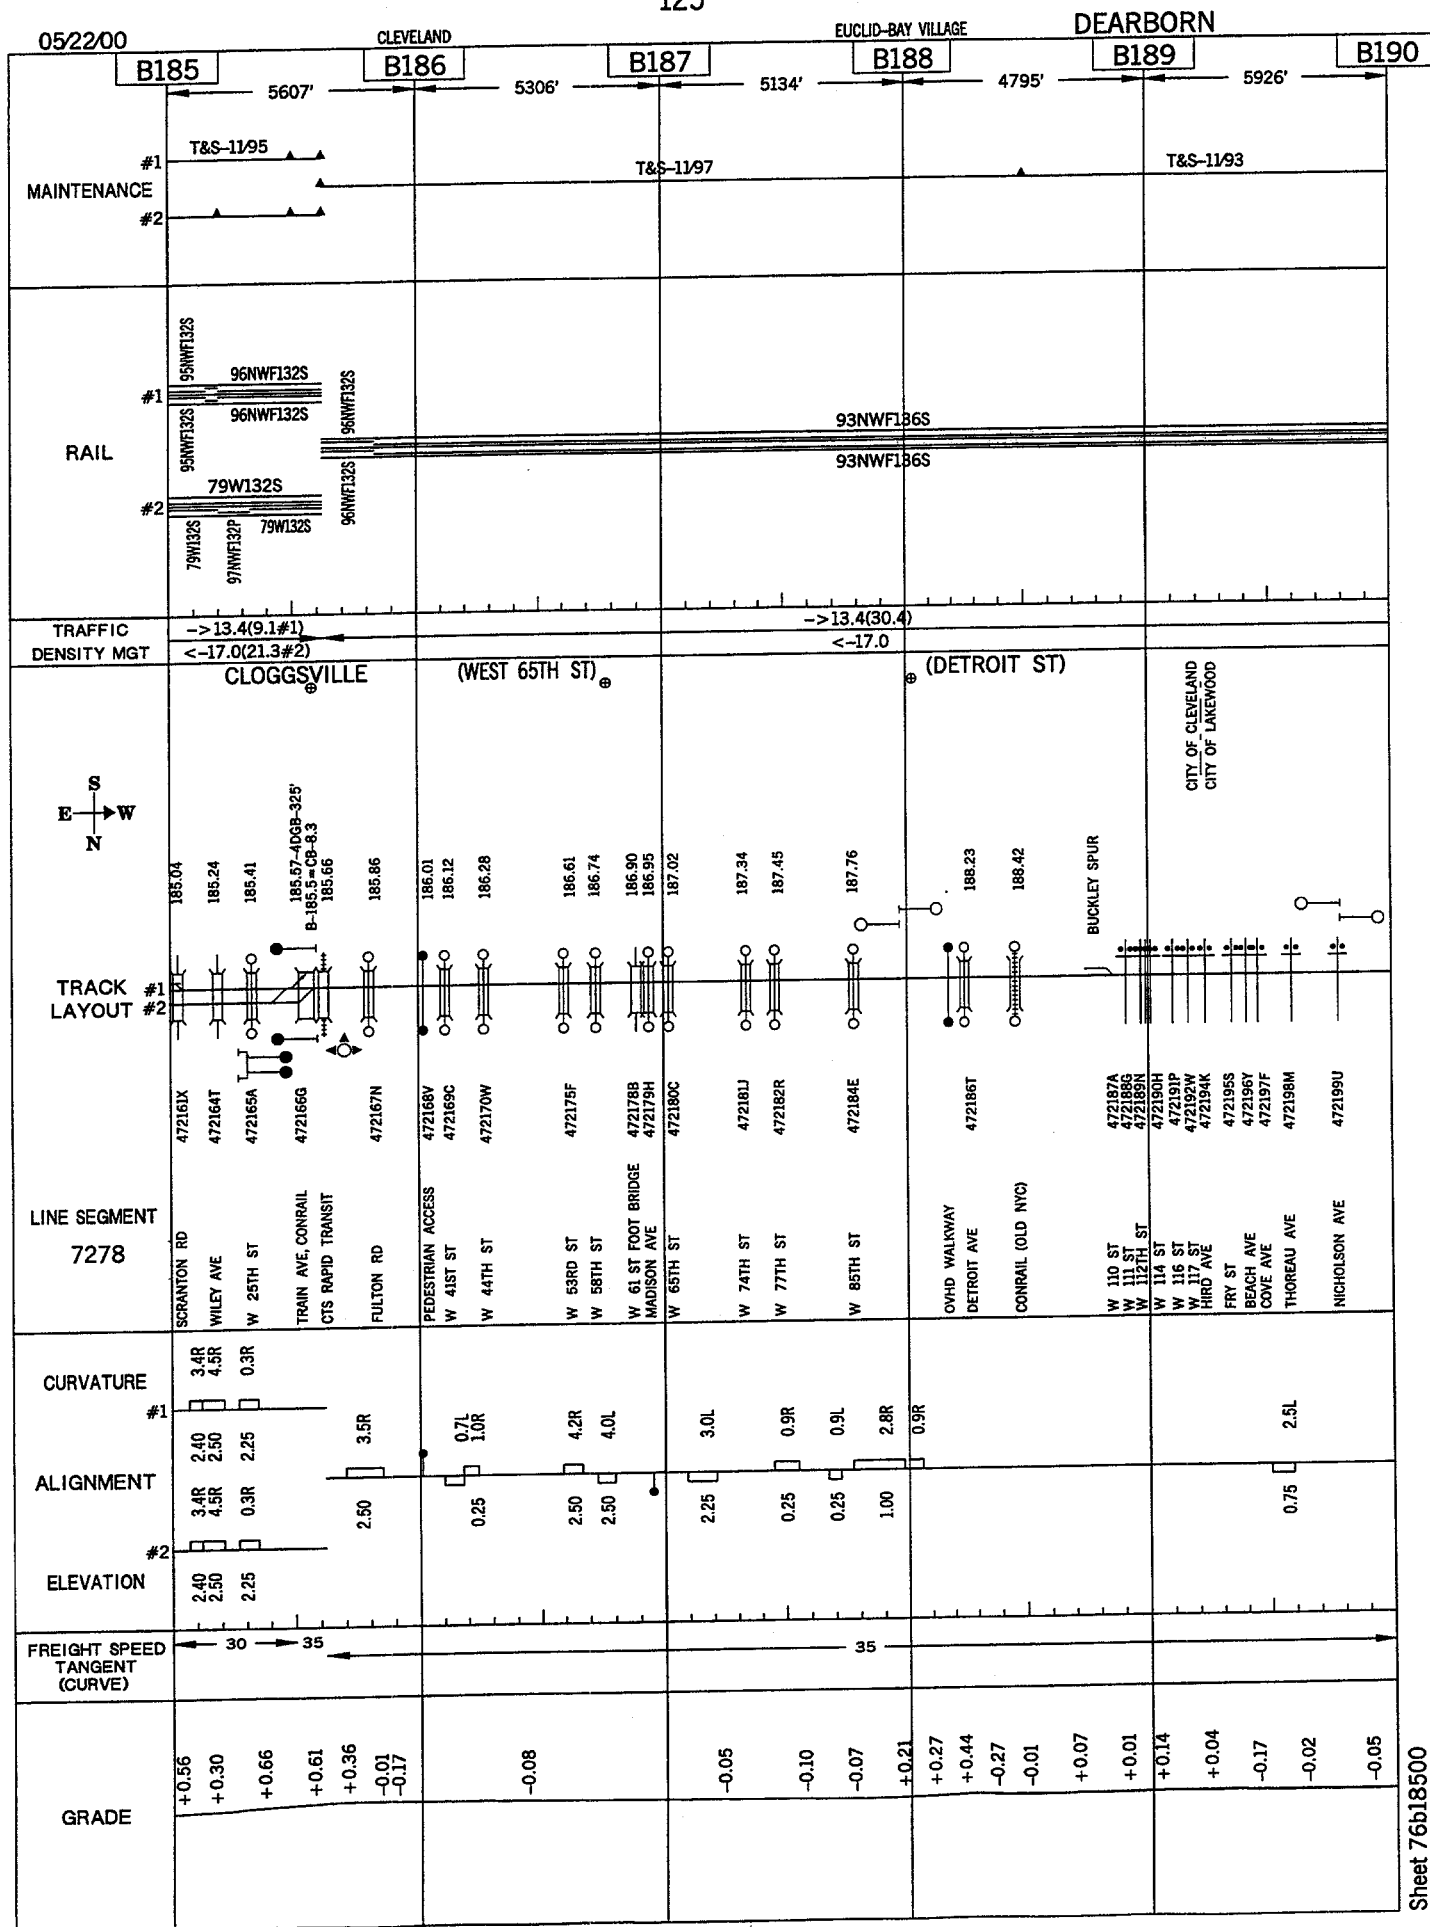 125
05/22/00
CLEVELAND
EUCLID-BAY VILLAGE
DEARBORN
B185
B186
B187
B188
B189
B190
5607'
5306'
5134'
4795'
5926'
MAINTENANCE
#1
T&S-11/95
T&S-11/97
T&S-11/93
#2
RAIL
#1
95NWF132S
96NWF132S
95NWF132S
96NWF132S
96NWF132S
96NWF132S
93NWF136S
93NWF136S
#2
79W132S
79W132S
97NWF132P
79W132S
TRAFFIC
DENSITY MGT
->13.4(9.1#1)
<-17.0(21.3#2)
->13.4(30.4)
<-17.0
CLOGGSVILLE
(WEST 65TH ST)
(DETROIT ST)
CITY OF CLEVELAND
CITY OF LAKEWOOD
S
E
W
N
185.04
185.24
185.41
185.57-4DGB-325'
B-185.5=CB-8.3
185.66
185.86
186.01
186.12
186.28
186.61
186.74
186.90
186.95
187.02
187.34
187.45
187.76
188.23
188.42
BUCKLEY SPUR
TRACK #1
LAYOUT #2
472161X
472164T
472165A
472166G
472167N
472168V
472169C
472170W
472175F
472178B
472179H
472180C
472181J
472182R
472184E
472186T
472187A
472188G
472189N
472190H
472191P
472192W
472194K
472195S
472196Y
472197F
472198M
472199U
LINE SEGMENT
7278
SCRANTON RD
WILEY AVE
W 25TH ST
TRAIN AVE, CONRAIL
CTS RAPID TRANSIT
FULTON RD
PEDESTRIAN ACCESS
W 41ST ST
W 44TH ST
W 53RD ST
W 58TH ST
W 61 ST FOOT BRIDGE
MADISON AVE
W 65TH ST
W 74TH ST
W 77TH ST
W 85TH ST
OVHD WALKWAY
DETROIT AVE
CONRAIL (OLD NYC)
W 110 ST
W 111 ST
W 112TH ST
W 114 ST
W 116 ST
W 117 ST
HIRD AVE
FRY ST
BEACH AVE
COVE AVE
THOREAU AVE
NICHOLSON AVE
CURVATURE
#1
3.4R
4.5R
0.3R
2.40
2.50
2.25
ALIGNMENT
3.5R
0.7L
1.0R
4.2R
4.0L
3.0L
0.9R
0.9L
2.8R
0.9R
2.5L
3.4R
4.5R
0.3R
2.50
0.25
2.50
2.50
2.25
0.25
0.25
1.00
0.75
#2
ELEVATION
2.40
2.50
2.25
FREIGHT SPEED
TANGENT
(CURVE)
30
35
35
GRADE
+0.56
+0.30
+0.66
+0.61
+0.36
-0.01
-0.17
-0.08
-0.05
-0.10
-0.07
+0.21
+0.27
+0.44
-0.27
-0.01
+0.07
+0.01
+0.14
+0.04
-0.17
-0.02
-0.05
Sheet 76b18500